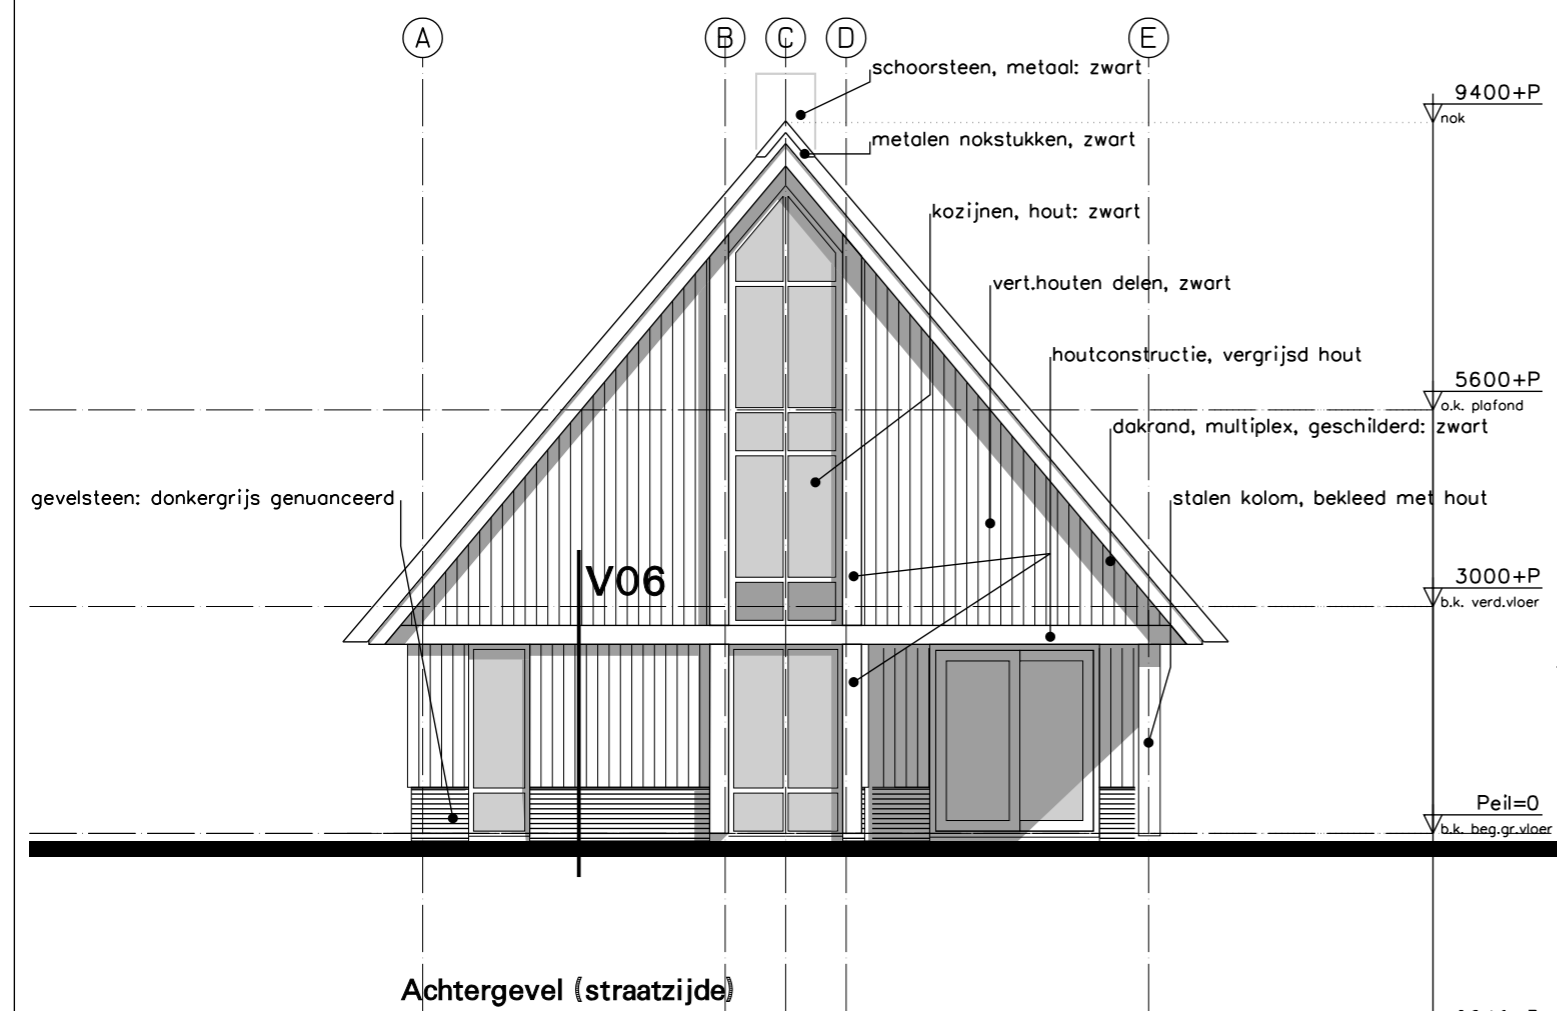 A
B
C
D
E
schoorsteen, metaal: zwart
9400+P
nok
metalen nokstukken, zwart
kozijnen, hout: zwart
vert.houten delen, zwart
houtconstructie, vergrijsd hout
5600+P
o.k. plafond
dakrand, multiplex, geschilderd: zwart
gevelsteen: donkergrijs genuanceerd
stalen kolom, bekleed met hout
V06
3000+P
b.k. verd.vloer
Peil=0
b.k. beg.gr.vloer
Achtergevel (straatzijde)